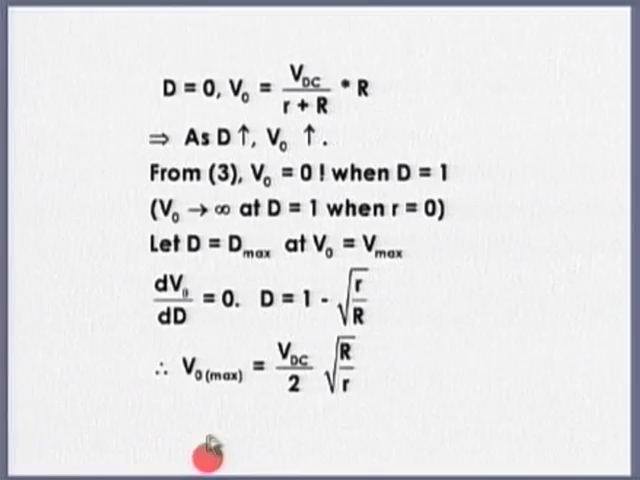 D = 0, V₀ = V_DC / (r + R) * R
⇒ As D ↑, V₀ ↑ .
From (3), V₀ = 0 ! when D = 1
(V₀ → ∞ at D = 1 when r = 0)
Let D = D_max at V₀ = V_max
dV₀/dD = 0. D = 1 - √(r/R)
∴ V₀(max) = V_DC/2 √(R/r)